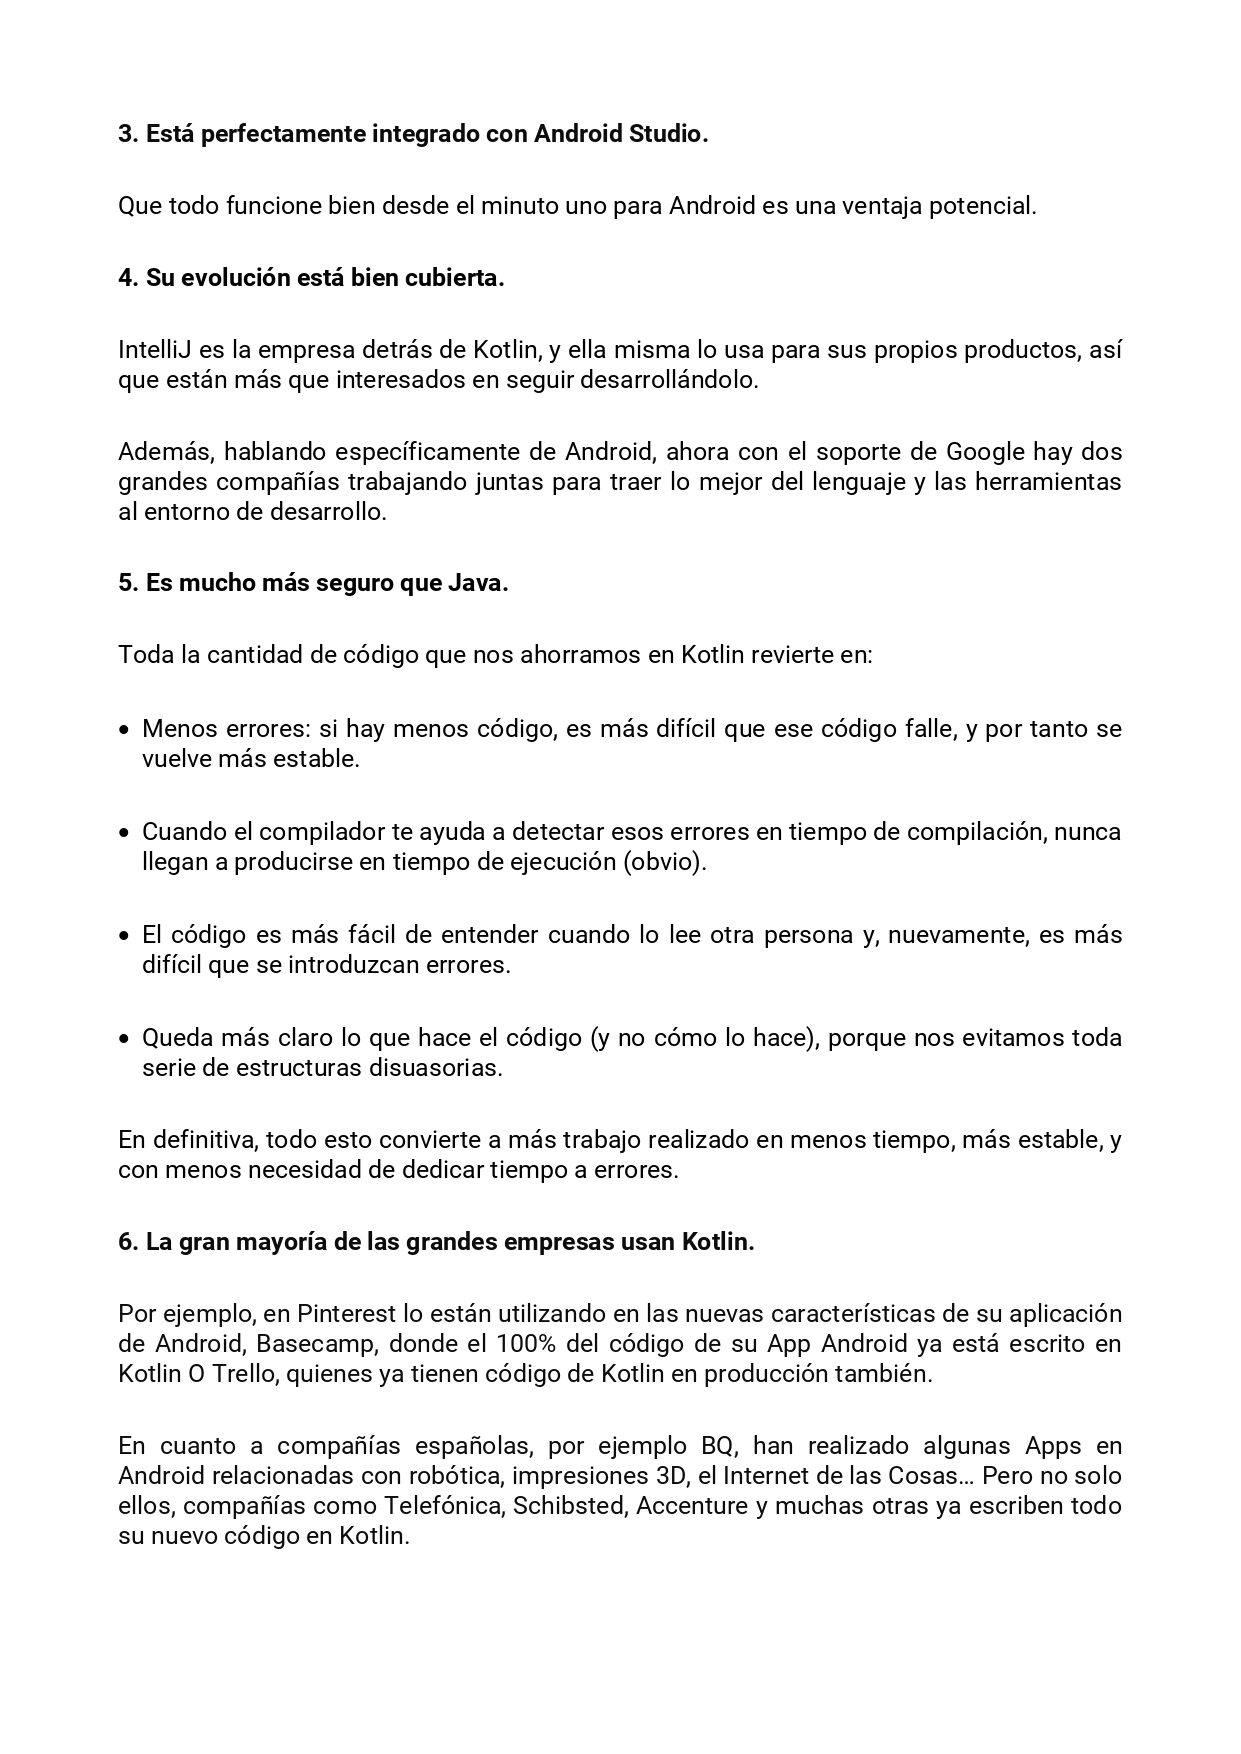 3. Está perfectamente integrado con Android Studio.
Que todo funcione bien desde el minuto uno para Android es una ventaja potencial.
4. Su evolución está bien cubierta.
IntelliJ es la empresa detrás de Kotlin, y ella misma lo usa para sus propios productos, así
que están más que interesados en seguir desarrollándolo.
Además, hablando específicamente de Android, ahora con el soporte de Google hay dos
grandes compañías trabajando juntas para traer lo mejor del lenguaje y las herramientas
al entorno de desarrollo.
5. Es mucho más seguro que Java.
Toda la cantidad de código que nos ahorramos en Kotlin revierte en:
• Menos errores: si hay menos código, es más difícil que ese código falle, y por tanto se
vuelve más estable.
• Cuando el compilador te ayuda a detectar esos errores en tiempo de compilación, nunca
llegan a producirse en tiempo de ejecución (obvio).
• El código es más fácil de entender cuando lo lee otra persona y, nuevamente, es más
difícil que se introduzcan errores.
• Queda más claro lo que hace el código (y no cómo lo hace), porque nos evitamos toda
serie de estructuras disuasorias.
En definitiva, todo esto convierte a más trabajo realizado en menos tiempo, más estable, y
con menos necesidad de dedicar tiempo a errores.
6. La gran mayoría de las grandes empresas usan Kotlin.
Por ejemplo, en Pinterest lo están utilizando en las nuevas características de su aplicación
de Android, Basecamp, donde el 100% del código de su App Android ya está escrito en
Kotlin O Trello, quienes ya tienen código de Kotlin en producción también.
En cuanto a compañías españolas, por ejemplo BQ, han realizado algunas Apps en
Android relacionadas con robótica, impresiones 3D, el Internet de las Cosas… Pero no solo
ellos, compañías como Telefónica, Schibsted, Accenture y muchas otras ya escriben todo
su nuevo código en Kotlin.